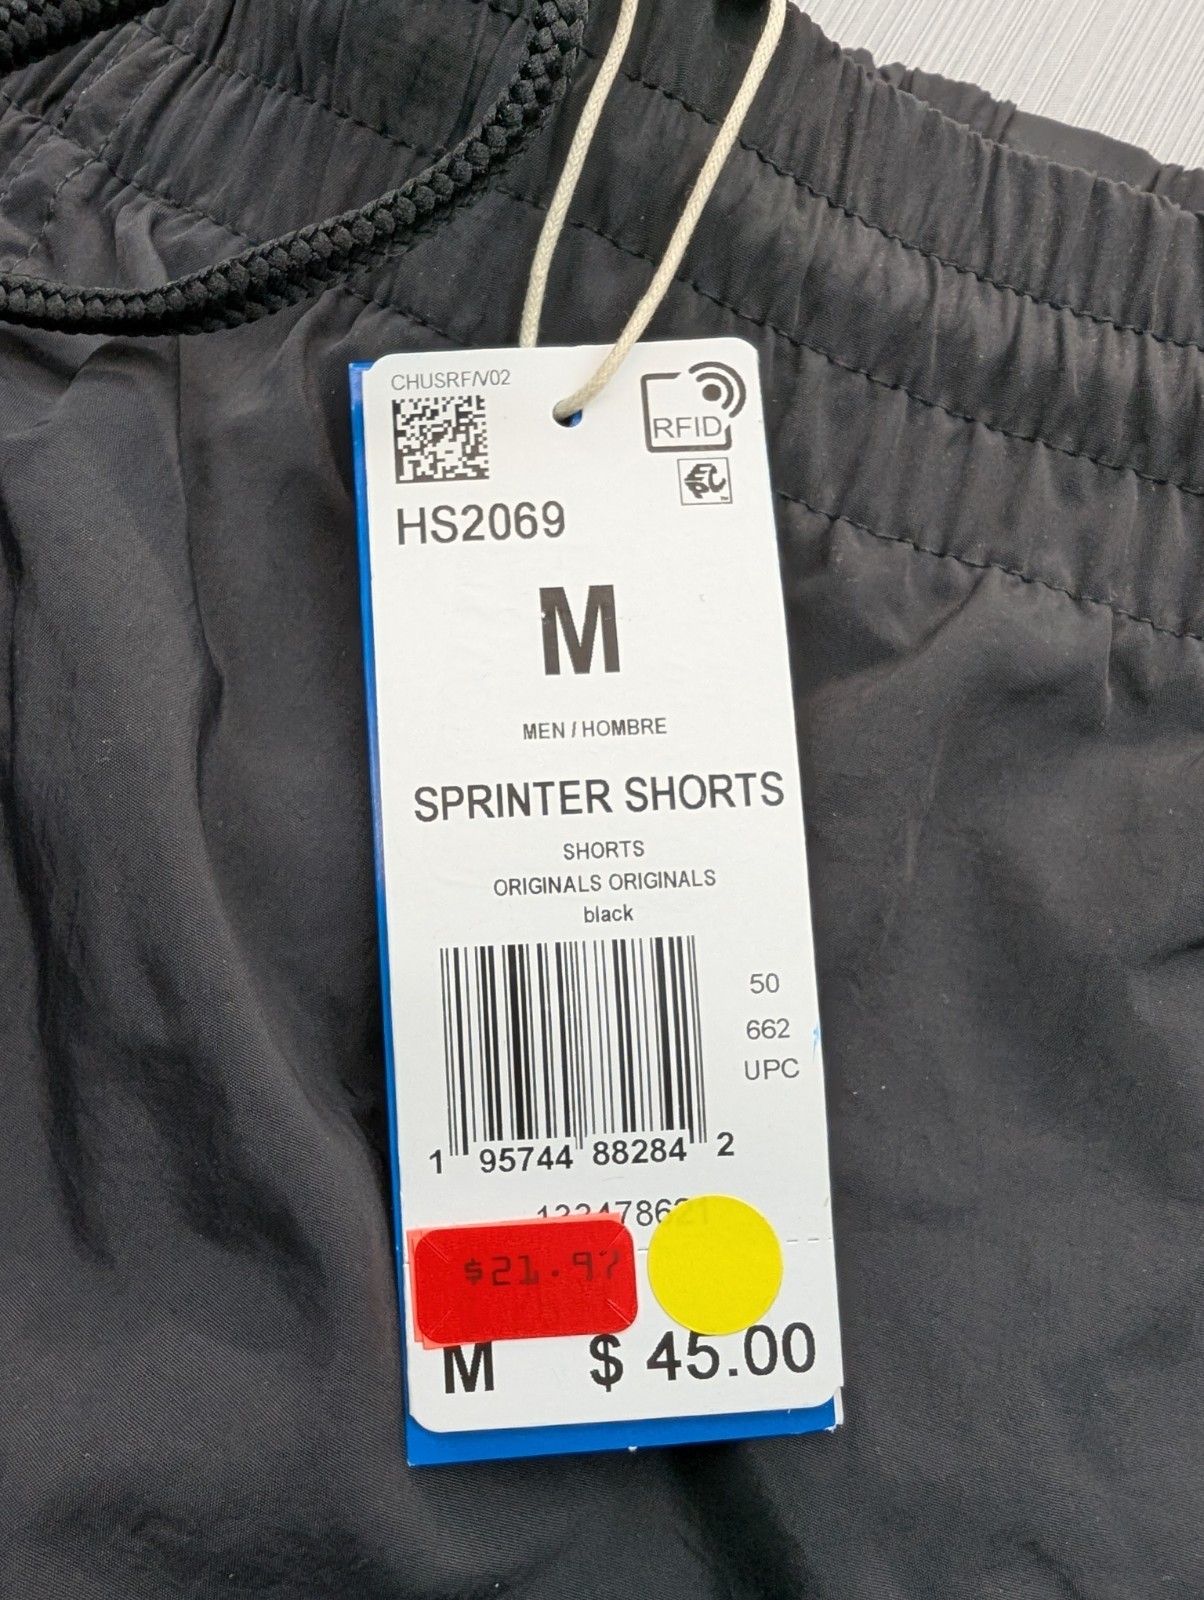 CHUSRF/V02
RFID
HS2069
M
MEN / HOMBRE
SPRINTER SHORTS
SHORTS
ORIGINALS ORIGINALS
black
50
662
UPC
1 95744 88284 2
$21.97
M $ 45.00